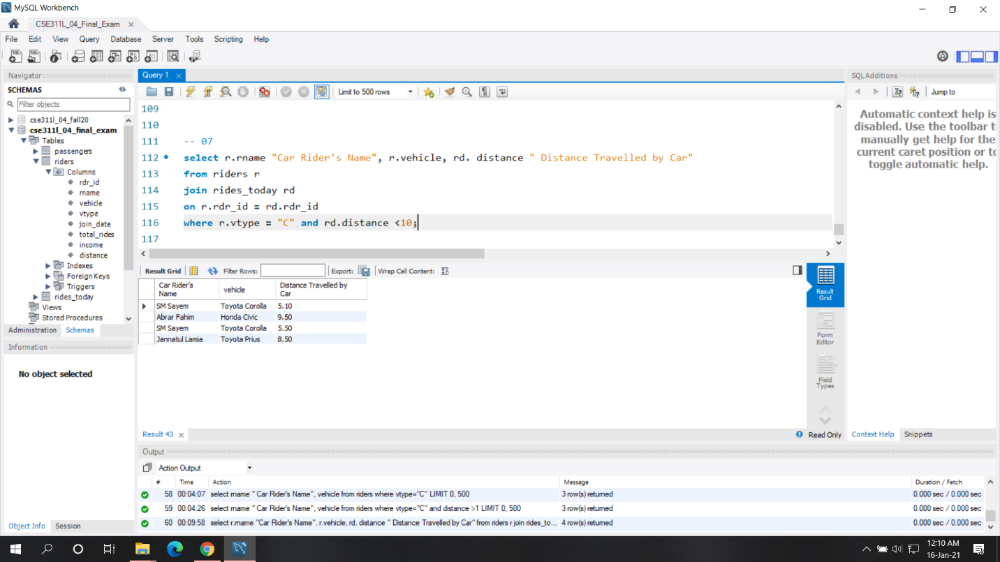 MySQL Workbench
CSE311L_04_Final_Exam
File Edit View Query Database Server Tools Scripting Help
Navigator
SCHEMAS
Filter objects
cse311l_04_fall20
cse311l_04_final_exam
Tables
passengers
riders
Columns
rdr_id
rname
vehicle
vtype
join_date
total_rides
income
distance
Indexes
Foreign Keys
Triggers
rides_today
Views
Stored Procedures
Administration Schemas
Information
No object selected
Object Info Session
Query 1
Limit to 500 rows
109
110
111 -- 07
112 select r.rname "Car Rider's Name", r.vehicle, rd. distance " Distance Travelled by Car"
113 from riders r
114 join rides_today rd
115 on r.rdr_id = rd.rdr_id
116 where r.vtype = "C" and rd.distance <10;
117
Result Grid Filter Rows: Export: Wrap Cell Content:
Car Rider's Name vehicle Distance Travelled by Car
SM Sayem Toyota Corolla 5.10
Abrar Fahim Honda Civic 9.50
SM Sayem Toyota Corolla 5.50
Jannatul Lamia Toyota Prius 8.50
Result Grid
Form Editor
Field Types
Result 43
Read Only
SQLAdditions
Jump to
Automatic context help is
disabled. Use the toolbar t
manually get help for the
current caret position or to
toggle automatic help.
Context Help Snippets
Output
Action Output
# Time Action Message Duration / Fetch
58 00:04:07 select rname " Car Rider's Name", vehicle from riders where vtype="C" LIMIT 0, 500 3 row(s) returned 0.000 sec / 0.000 sec
59 00:04:26 select rname " Car Rider's Name", vehicle from riders where vtype="C" and distance >1 LIMIT 0, 500 3 row(s) returned 0.000 sec / 0.000 sec
60 00:09:58 select r.rname "Car Rider's Name", r.vehicle, rd. distance " Distance Travelled by Car" from riders r join rides_to... 4 row(s) returned 0.000 sec / 0.000 sec
12:10 AM
16-Jan-21